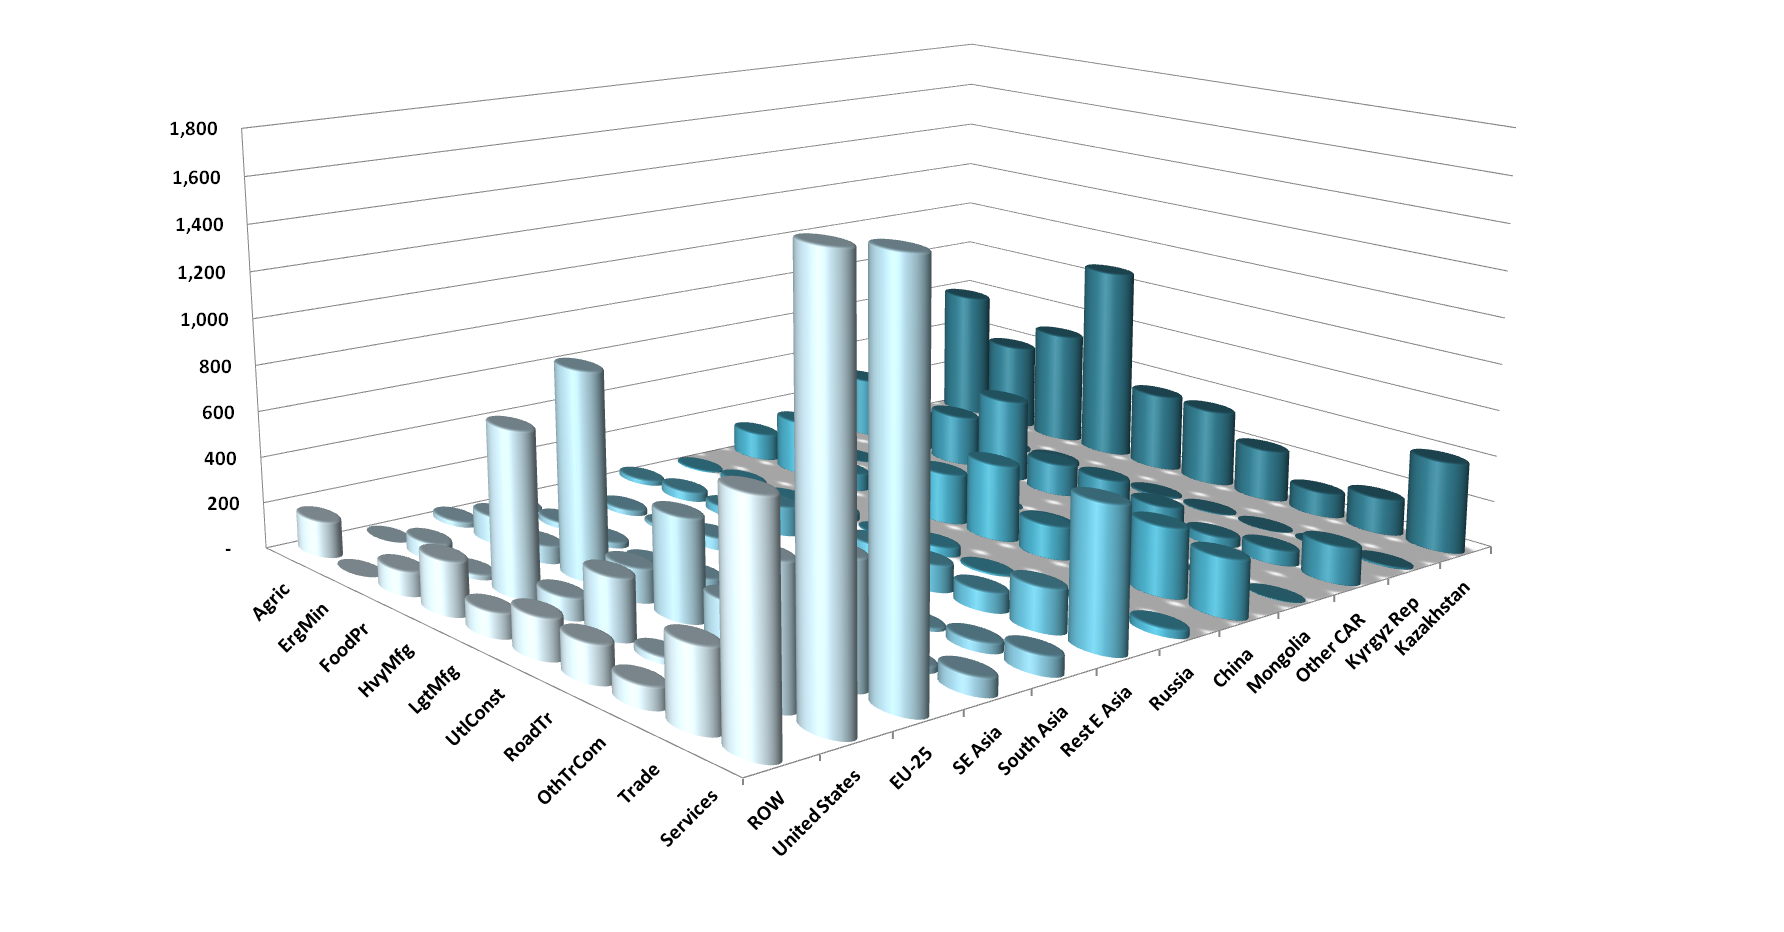 1,800
1,600
1,400
1,200
1,000
800
600
400
200
-
Agric
ErgMin
FoodPr
HvyMfg
LgtMfg
UtlConst
RoadTr
OthTrCom
Trade
Services
ROW
United States
EU-25
SE Asia
South Asia
Rest E Asia
Russia
China
Mongolia
Other CAR
Kyrgyz Rep
Kazakhstan